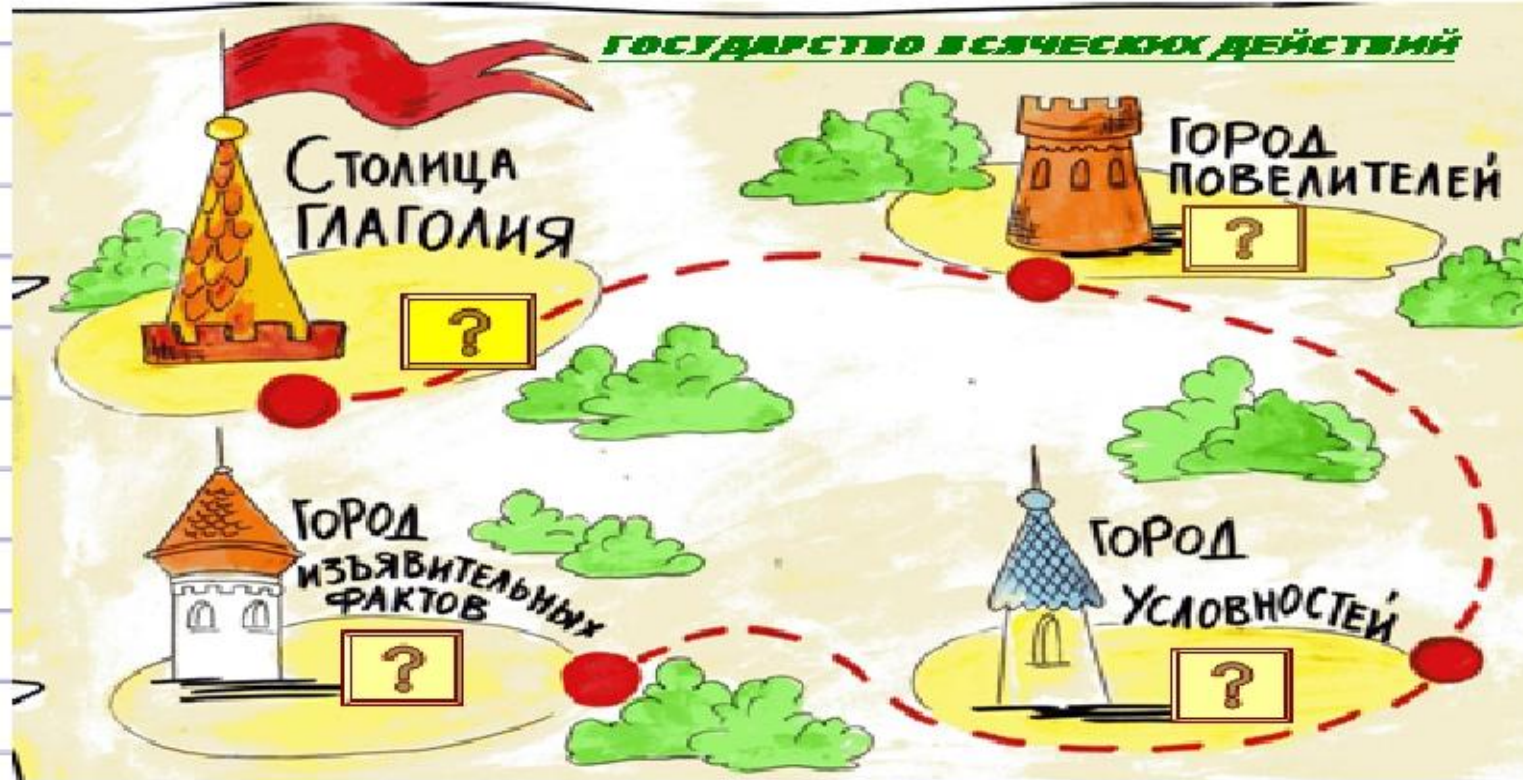 ГОСУДАРСТВО ВСЯЧЕСКИХ ДЕЙСТВИЙ
СТОЛИЦА
ГЛАГОЛИЯ
?
ГОРОД
ПОВЕЛИТЕЛЕЙ
?
ГОРОД
ИЗЪЯВИТЕЛЬНЫХ
ФАКТОВ
?
ГОРОД
УСЛОВНОСТЕЙ
?